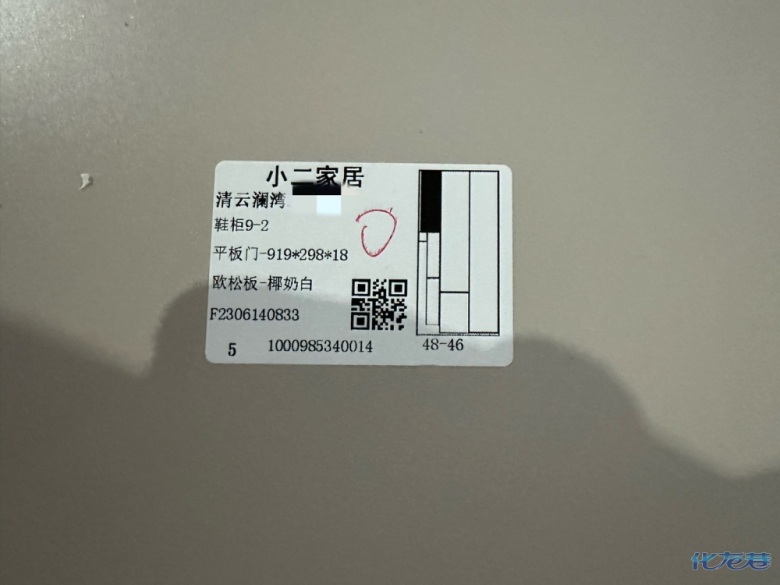 小二家居
清云澜湾
鞋柜9-2
平板门-919*298*18
欧松板-椰奶白
F2306140833
5 1000985340014 48-46
化龙巷